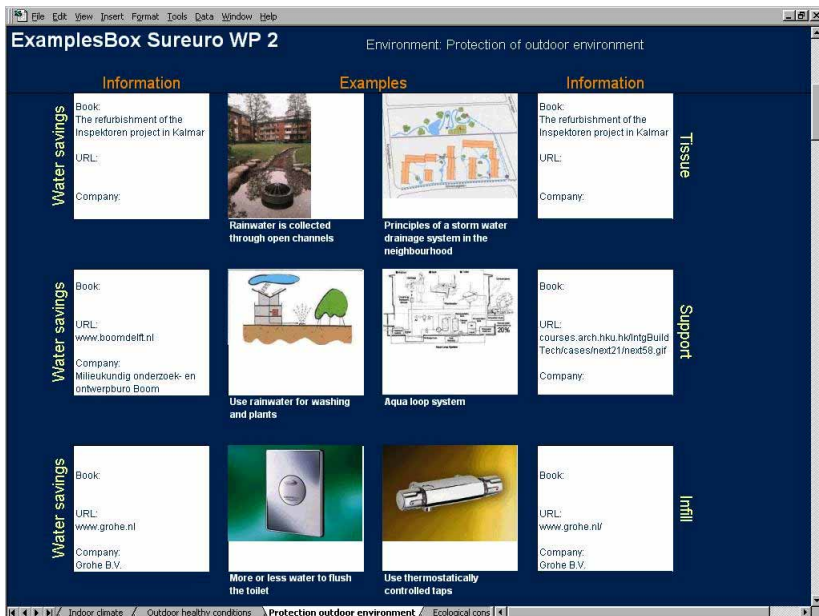 File Edit View Insert Format Tools Data Window Help
ExamplesBox Sureuro WP 2
Environment: Protection of outdoor environment
Information
Examples
Information
Water savings
Book:
The refurbishment of the
Inspektoren project in Kalmar
URL:
Company:
Rainwater is collected
through open channels
Principles of a storm water
drainage system in the
neighbourhood
Book:
The refurbishment of the
Inspektoren project in Kalmar
URL:
Company:
Tissue
Water savings
Book:
URL:
www.boomdelft.nl
Company:
Milieukundig onderzoek- en
ontwerpburo Boom
Use rainwater for washing
and plants
20%
Aqua loop system
Book:
URL:
courses.arch.hku.hk/IntgBuild
Tech/cases/next21/next58.gif
Company:
Support
Water savings
Book:
URL:
www.grohe.nl
Company:
Grohe B.V.
More or less water to flush
the toilet
Use thermostatically
controlled taps
Book:
URL:
www.grohe.nl/
Company:
Grohe B.V.
Infill
Indoor climate / Outdoor healthy conditions \ Protection outdoor environment / Ecological cons